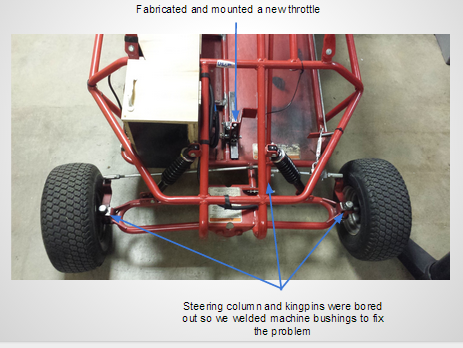 Fabricated and mounted a new throttle
Steering column and kingpins were bored
out so we welded machine bushings to fix
the problem